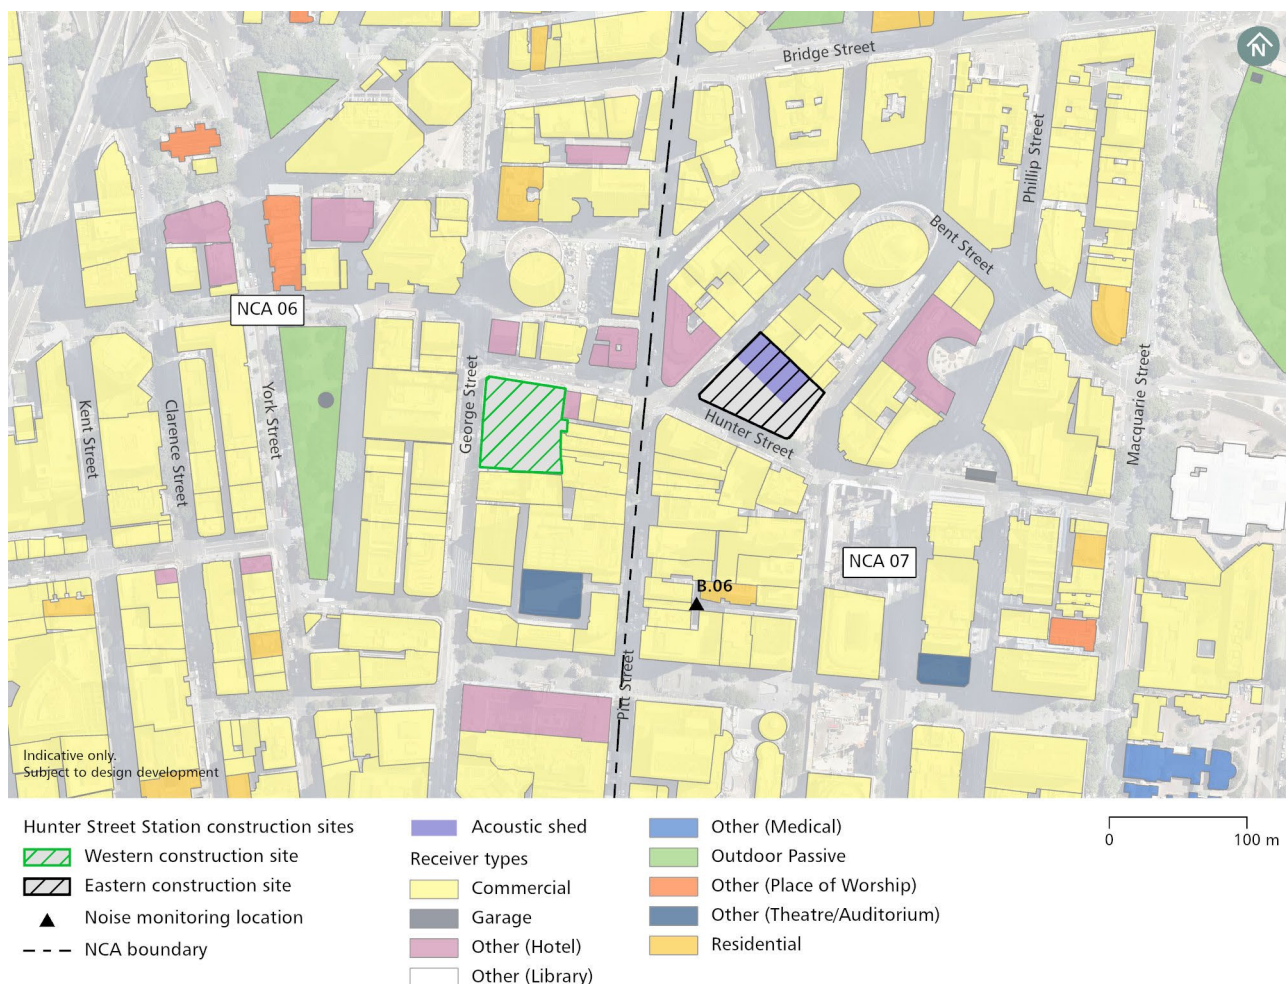 Bridge Street
N
Phillip Street
Bent Street
NCA 06
George Street
Hunter Street
Macquarie Street
Kent Street
Clarence Street
York Street
NCA 07
B.06
Pitt Street
Indicative only.
Subject to design development
Hunter Street Station construction sites
Western construction site
Eastern construction site
Noise monitoring location
NCA boundary
Acoustic shed
Receiver types
Commercial
Garage
Other (Hotel)
Other (Library)
Other (Medical)
Outdoor Passive
Other (Place of Worship)
Other (Theatre/Auditorium)
Residential
0
100 m